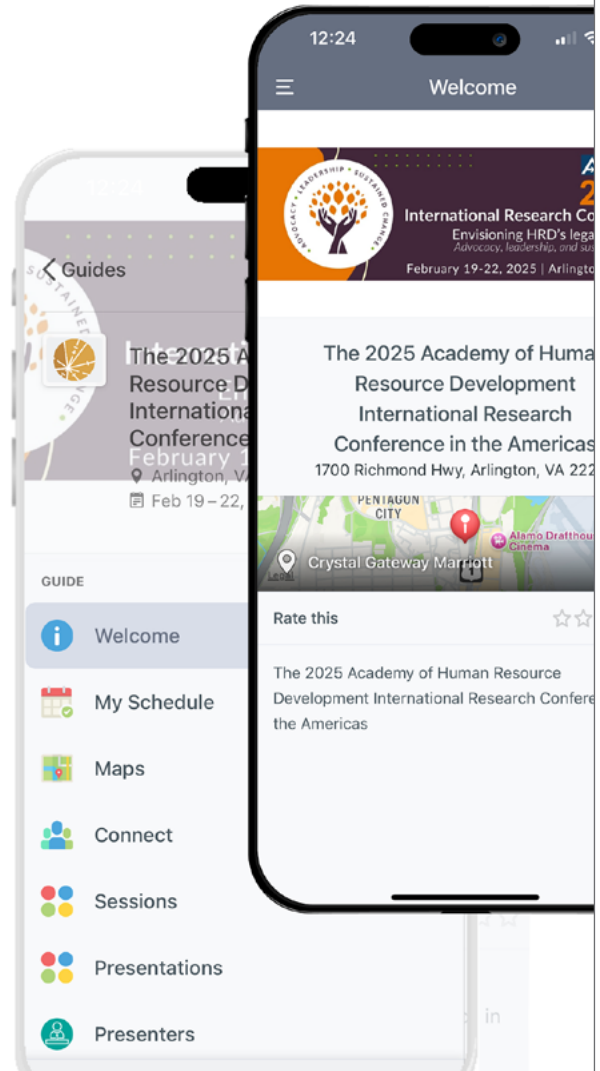 12:24
Welcome
ADVOCACY • LEADERSHIP • SUSTAINED CHANGE •
A
2
International Research Co
Envisioning HRD's lega
Advocacy, leadership, and sus
February 19-22, 2025 | Arlingto
The 2025 Academy of Huma
Resource Development
International Research
Conference in the Americas
1700 Richmond Hwy, Arlington, VA 222
PENTAGON
CITY
Alamo Drafthou
Cinema
Crystal Gateway Marriott
Legal
Rate this
The 2025 Academy of Human Resource
Development International Research Confere
the Americas
Guides
The 2025 A
Resource D
Internationa
Conference
February 1
Arlington, VA
Feb 19 – 22,
GUIDE
Welcome
My Schedule
Maps
Connect
Sessions
Presentations
Presenters
in